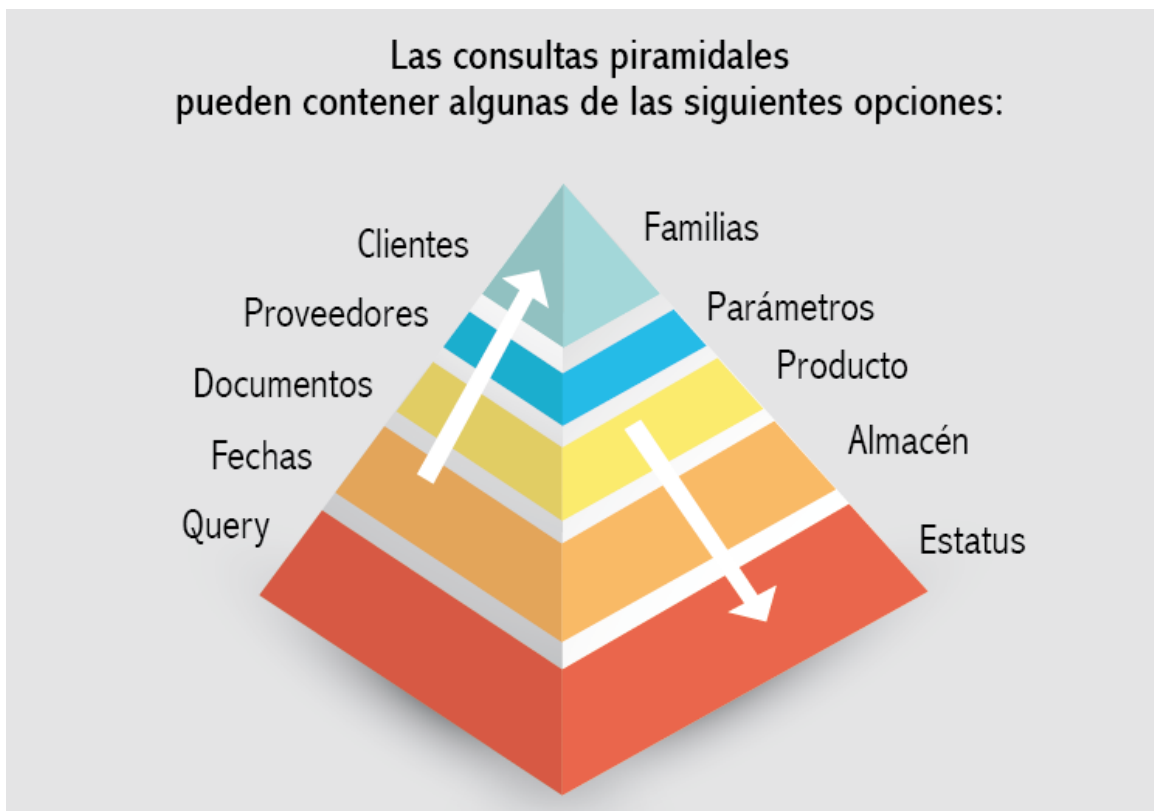 Las consultas piramidales
pueden contener algunas de las siguientes opciones:
Clientes
Familias
Proveedores
Parámetros
Documentos
Producto
Fechas
Almacén
Query
Estatus